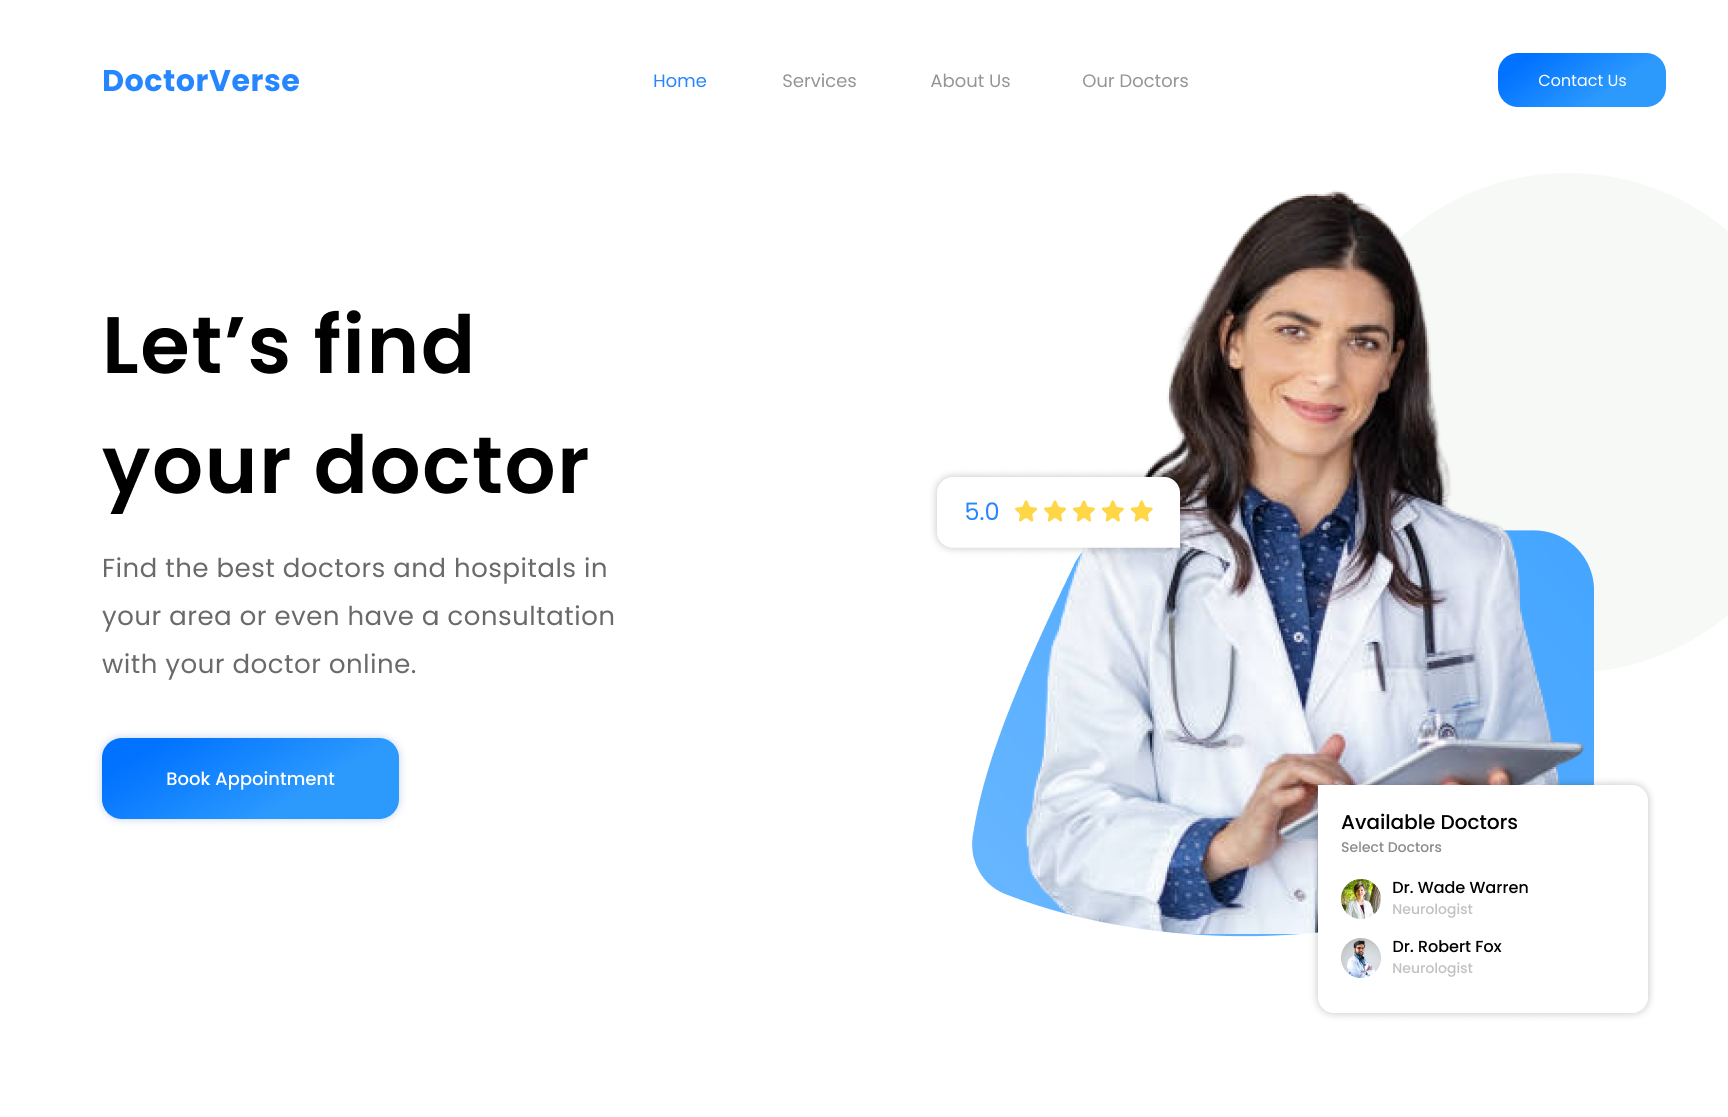 DoctorVerse
Home
Services
About Us
Our Doctors
Contact Us
Let’s find
your doctor
Find the best doctors and hospitals in
your area or even have a consultation
with your doctor online.
Book Appointment
5.0
Available Doctors
Select Doctors
Dr. Wade Warren
Neurologist
Dr. Robert Fox
Neurologist